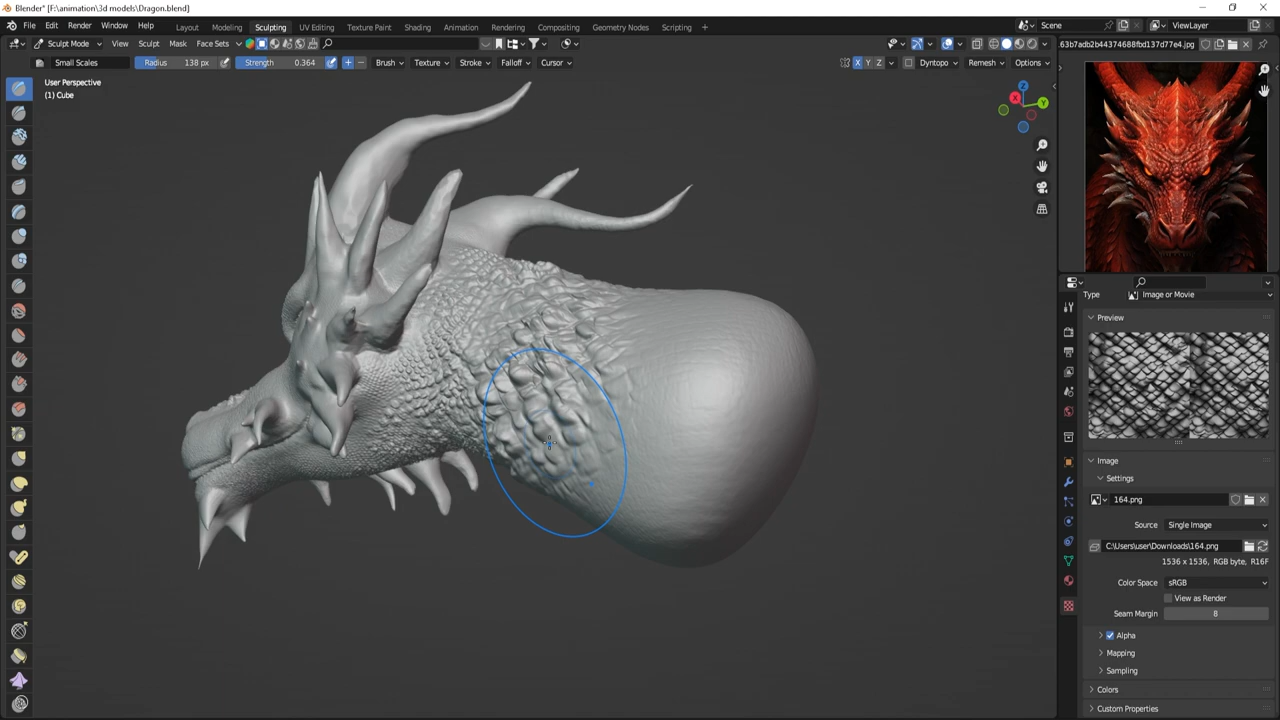 Blender* [F:\animation\3d models\Dragon.blend]
File Edit Render Window Help Layout Modeling Sculpting UV Editing Texture Paint Shading Animation Rendering Compositing Geometry Nodes Scripting + Scene ViewLayer
Sculpt Mode View Sculpt Mask Face Sets 63b7adb2b44374688fbd137d77e4.jpg
Small Scales Radius 138 px Strength 0.364 Brush Texture Stroke Falloff Cursor X Y Z Dyntopo Remesh Options
User Perspective
(1) Cube
Z
X Y
Type Image or Movie
Preview
Image
Settings
164.png
Source Single Image
C:\Users\user\Downloads\164.png
1536 x 1536, RGB byte, R16F
Color Space sRGB
View as Render
Seam Margin 8
Alpha
Mapping
Sampling
Colors
Custom Properties